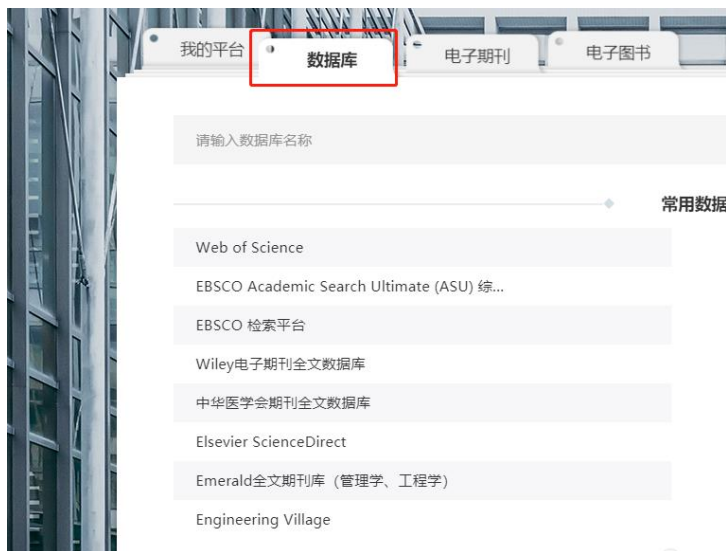 我的平台
数据库
电子期刊
电子图书
请输入数据库名称
常用数据
Web of Science
EBSCO Academic Search Ultimate (ASU) 综...
EBSCO 检索平台
Wiley电子期刊全文数据库
中华医学会期刊全文数据库
Elsevier ScienceDirect
Emerald全文期刊库（管理学、工程学）
Engineering Village